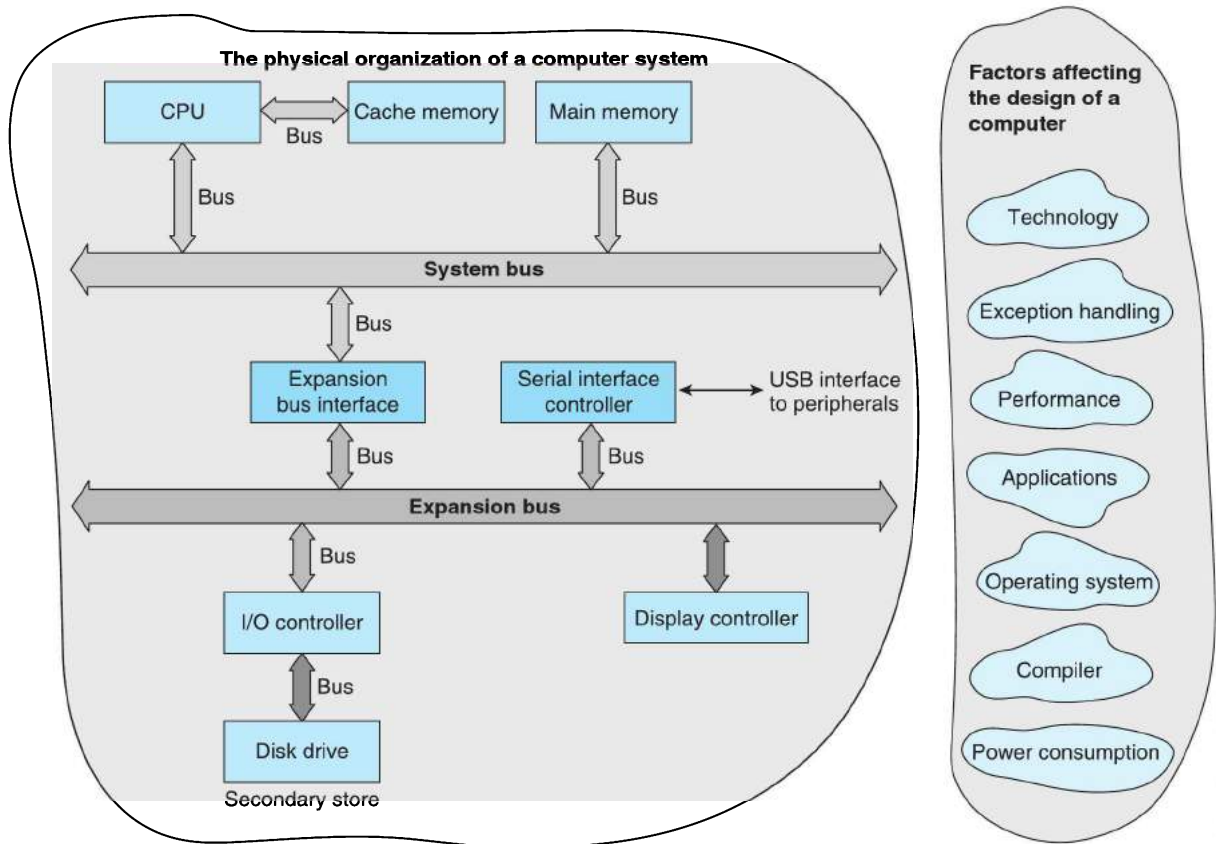 The physical organization of a computer system
CPU
Bus
Cache memory
Main memory
Bus
Bus
System bus
Bus
Expansion
bus interface
Serial interface
controller
USB interface
to peripherals
Bus
Bus
Expansion bus
Bus
I/O controller
Display controller
Bus
Disk drive
Secondary store
Factors affecting
the design of a
computer
Technology
Exception handling
Performance
Applications
Operating system
Compiler
Power consumption